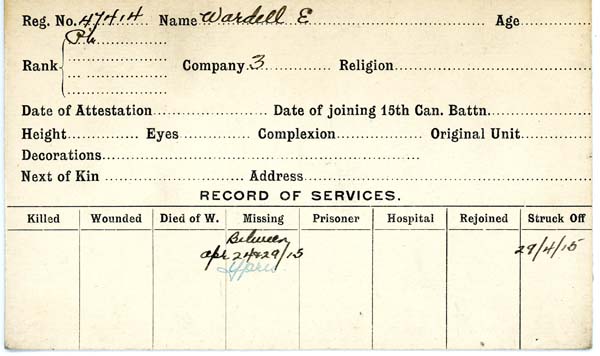 Reg. No. 47414 Name Wardell E Age
Rank Pte Company 3 Religion
Date of Attestation Date of joining 15th Can. Battn.
Height Eyes Complexion Original Unit
Decorations
Next of Kin Address
RECORD OF SERVICES.
Killed Wounded Died of W. Missing Prisoner Hospital Rejoined Struck Off
Between
apr 24&29/15 29/4/15
Ypres